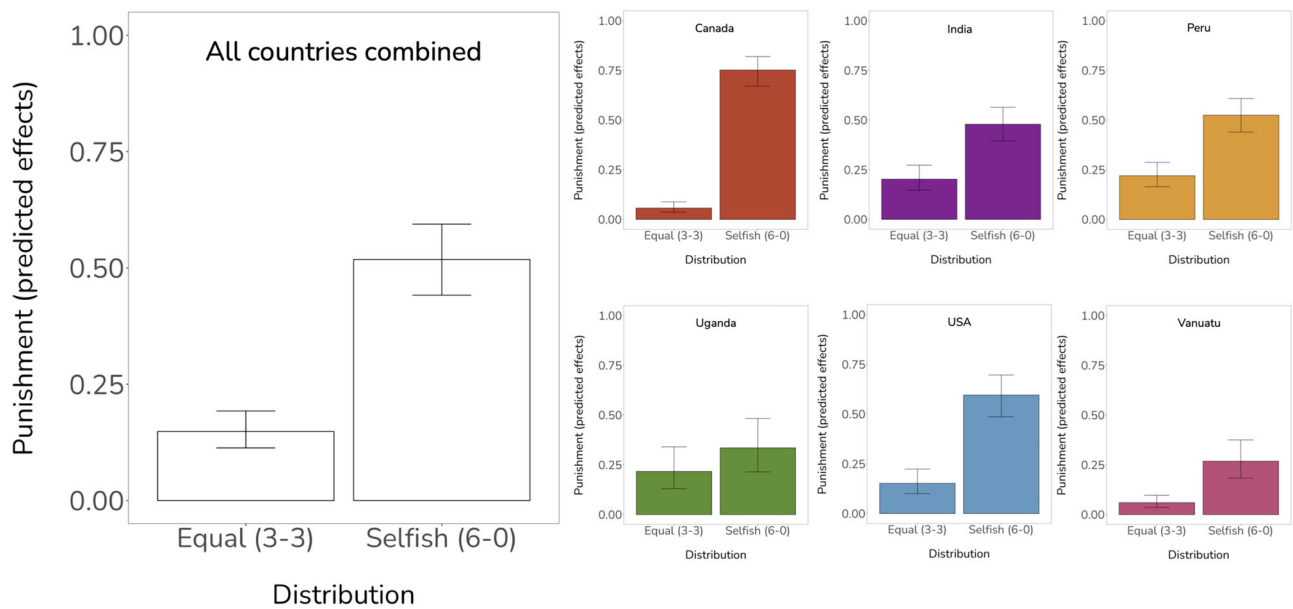 All countries combined
Punishment (predicted effects)
1.00
0.75
0.50
0.25
0.00
Equal (3-3) Selfish (6-0)
Distribution
Canada
Punishment (predicted effects)
1.00
0.75
0.50
0.25
0.00
Equal (3-3) Selfish (6-0)
Distribution
India
Punishment (predicted effects)
1.00
0.75
0.50
0.25
0.00
Equal (3-3) Selfish (6-0)
Distribution
Peru
Punishment (predicted effects)
1.00
0.75
0.50
0.25
0.00
Equal (3-3) Selfish (6-0)
Distribution
Uganda
Punishment (predicted effects)
1.00
0.75
0.50
0.25
0.00
Equal (3-3) Selfish (6-0)
Distribution
USA
Punishment (predicted effects)
1.00
0.75
0.50
0.25
0.00
Equal (3-3) Selfish (6-0)
Distribution
Vanuatu
Punishment (predicted effects)
1.00
0.75
0.50
0.25
0.00
Equal (3-3) Selfish (6-0)
Distribution